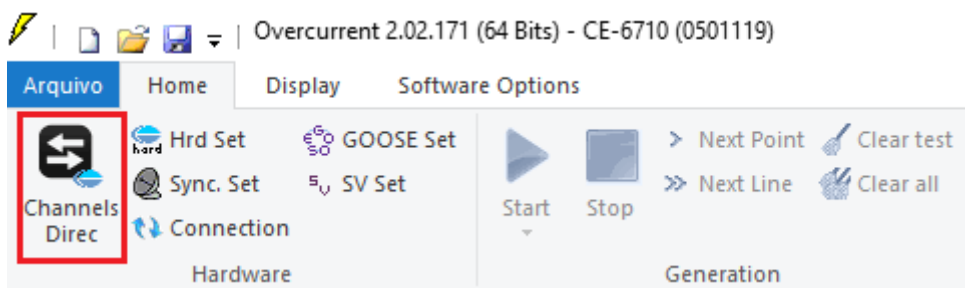 Overcurrent 2.02.171 (64 Bits) - CE-6710 (0501119)
Arquivo Home Display Software Options
Channels
Direc
hard Hrd Set
Sync. Set
Connection
GOOSE Set
SV Set
Hardware
Start
Stop
Next Point
Next Line
Clear test
Clear all
Generation